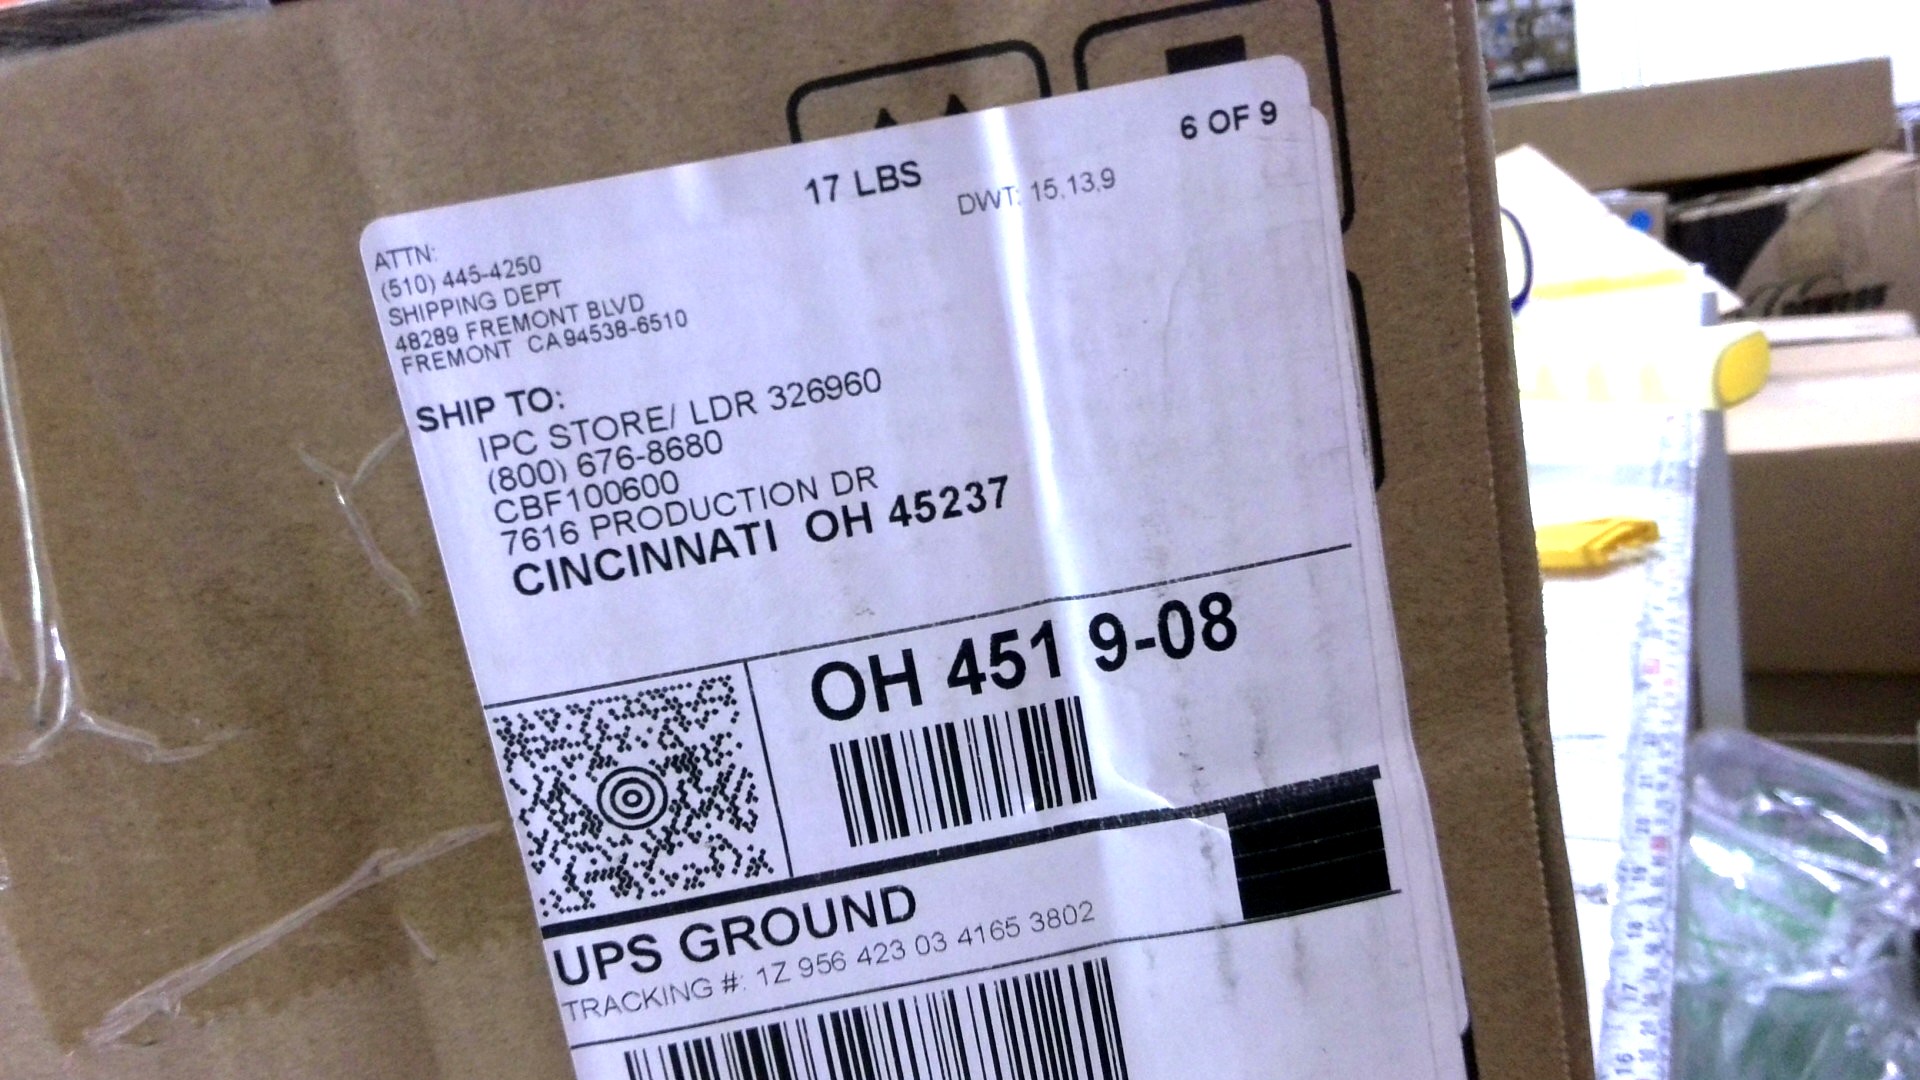 6 OF 9
17 LBS
DWT: 15,13,9
ATTN:
(510) 445-4250
SHIPPING DEPT
48289 FREMONT BLVD
FREMONT CA 94538-6510
SHIP TO:
IPC STORE/ LDR 326960
(800) 676-8680
CBF100600
7616 PRODUCTION DR
CINCINNATI OH 45237
OH 451 9-08
UPS GROUND
TRACKING #: 1Z 956 423 03 4165 3802